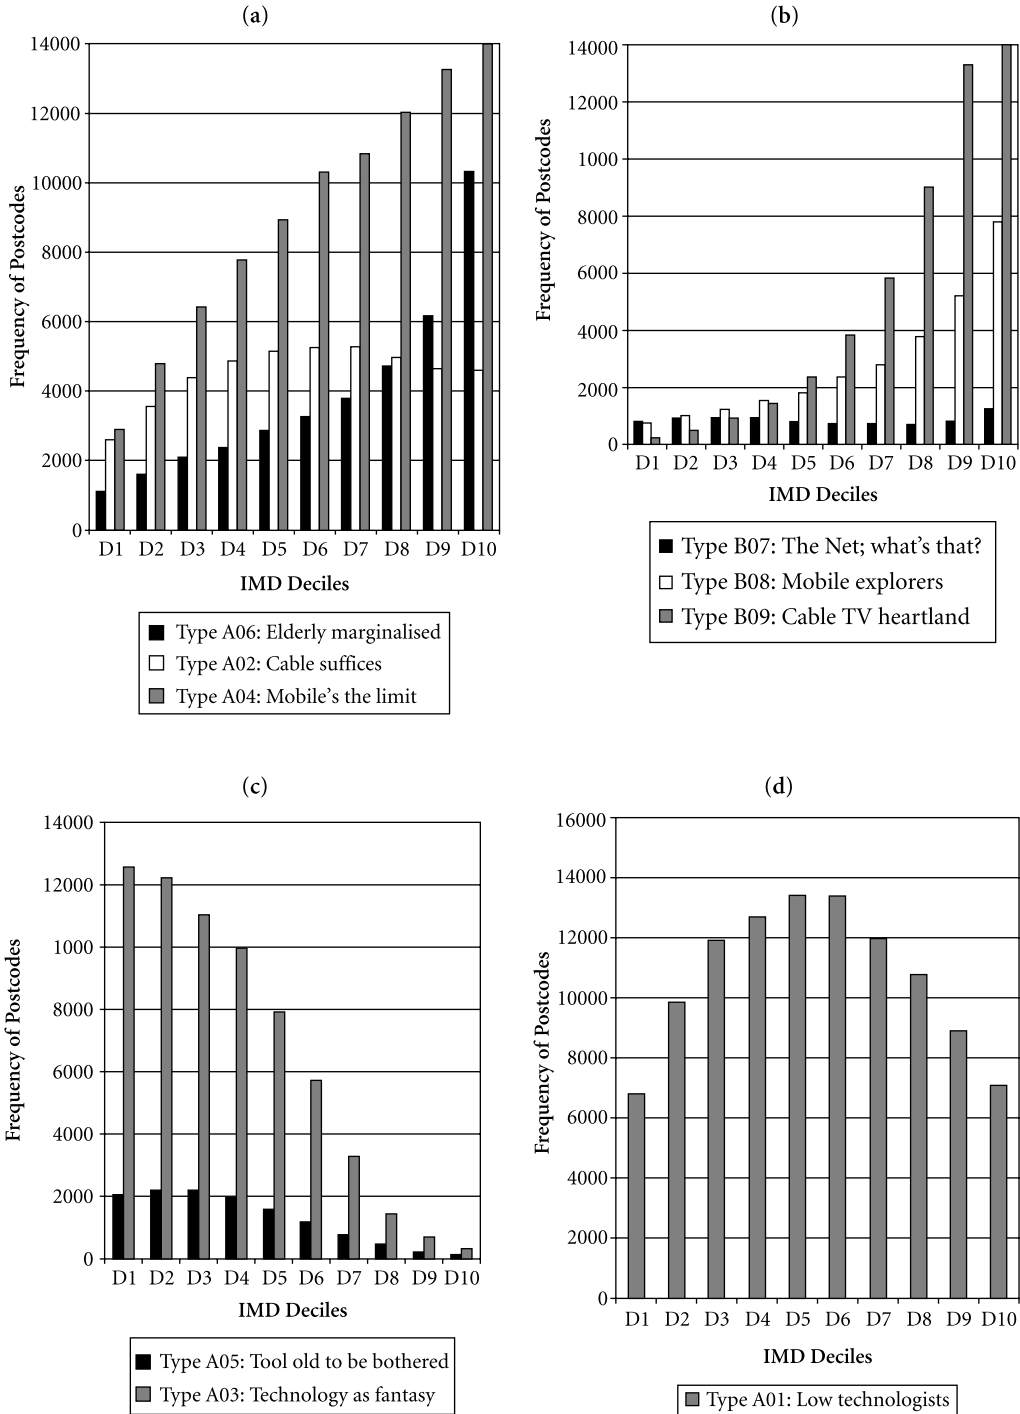 (a)
Frequency of Postcodes
14000
12000
10000
8000
6000
4000
2000
0
D1 D2 D3 D4 D5 D6 D7 D8 D9 D10
IMD Deciles
Type A06: Elderly marginalised
Type A02: Cable suffices
Type A04: Mobile's the limit
(b)
Frequency of Postcodes
14000
12000
1000
8000
6000
4000
2000
0
D1 D2 D3 D4 D5 D6 D7 D8 D9 D10
IMD Deciles
Type B07: The Net; what's that?
Type B08: Mobile explorers
Type B09: Cable TV heartland
(c)
Frequency of Postcodes
14000
12000
1000
8000
6000
4000
2000
0
D1 D2 D3 D4 D5 D6 D7 D8 D9 D10
IMD Deciles
Type A05: Tool old to be bothered
Type A03: Technology as fantasy
(d)
Frequency of Postcodes
16000
14000
12000
10000
8000
6000
4000
2000
0
D1 D2 D3 D4 D5 D6 D7 D8 D9 D10
IMD Deciles
Type A01: Low technologists